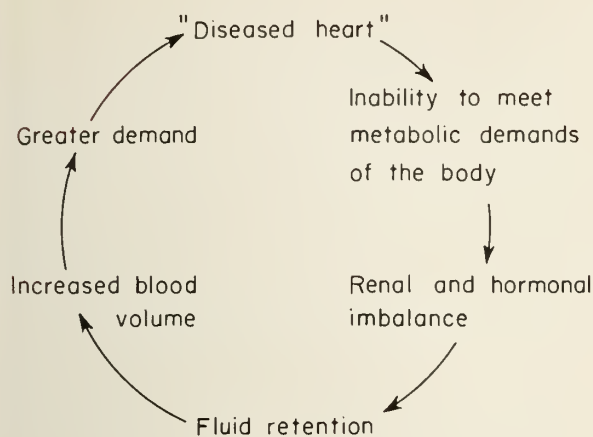 "Diseased heart"
Inability to meet
metabolic demands
of the body
Renal and hormonal
imbalance
Fluid retention
Increased blood
volume
Greater demand